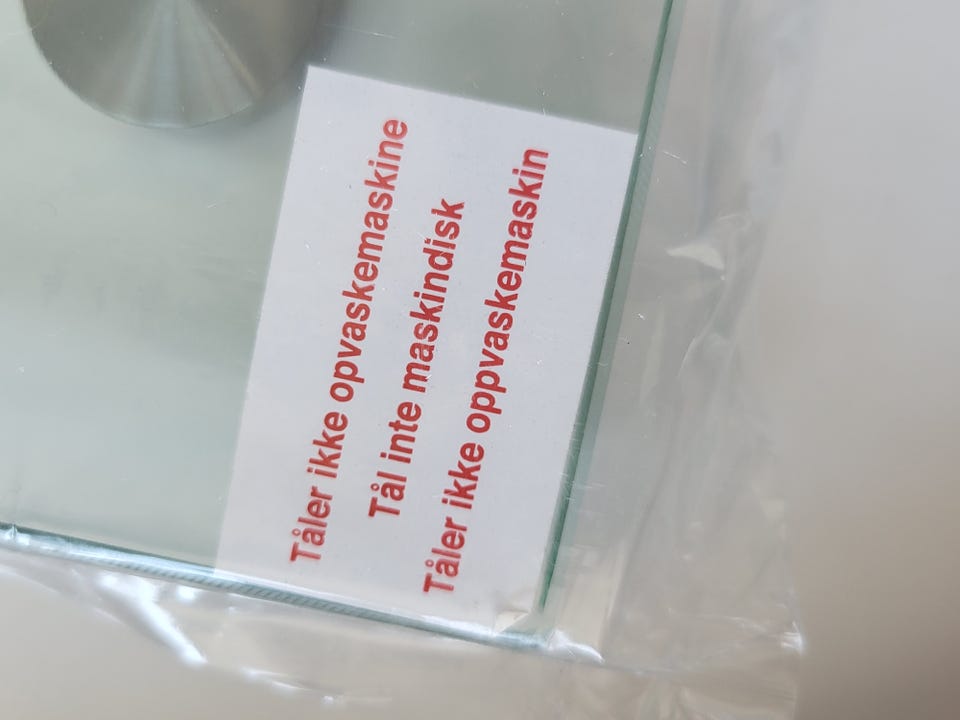 Tåler ikke opvaskemaskine
Tål inte maskindisk
Tåler ikke oppvaskemaskin